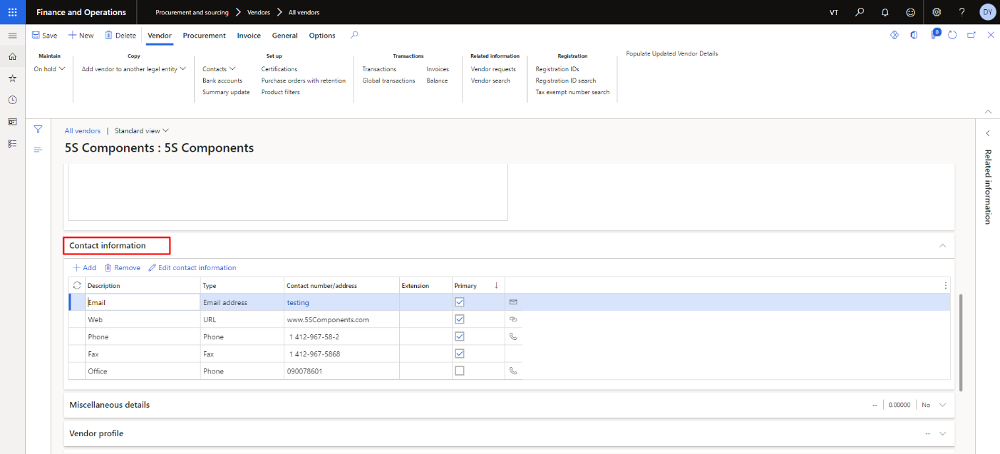 Finance and Operations
Procurement and sourcing
Vendors
All vendors
VT
?
DY
Save
New
Delete
Vendor
Procurement
Invoice
General
Options
0
Maintain
On hold
Copy
Add vendor to another legal entity
Set up
Contacts
Certifications
Bank accounts
Purchase orders with retention
Summary update
Product filters
Transactions
Transactions
Invoices
Global transactions
Balance
Related information
Vendor requests
Vendor search
Registration
Registration IDs
Registration ID search
Tax exempt number search
Populate Updated Vendor Details
All vendors | Standard view
5S Components : 5S Components
Related information
Contact information
Add
Remove
Edit contact information
Description Type Contact number/address Extension Primary
Email Email address testing
Web URL www.5SComponents.com
Phone Phone 1 412-967-58-2
Fax Fax 1 412-967-5868
Office Phone 090078601
Miscellaneous details -- 0.00000 No
Vendor profile --